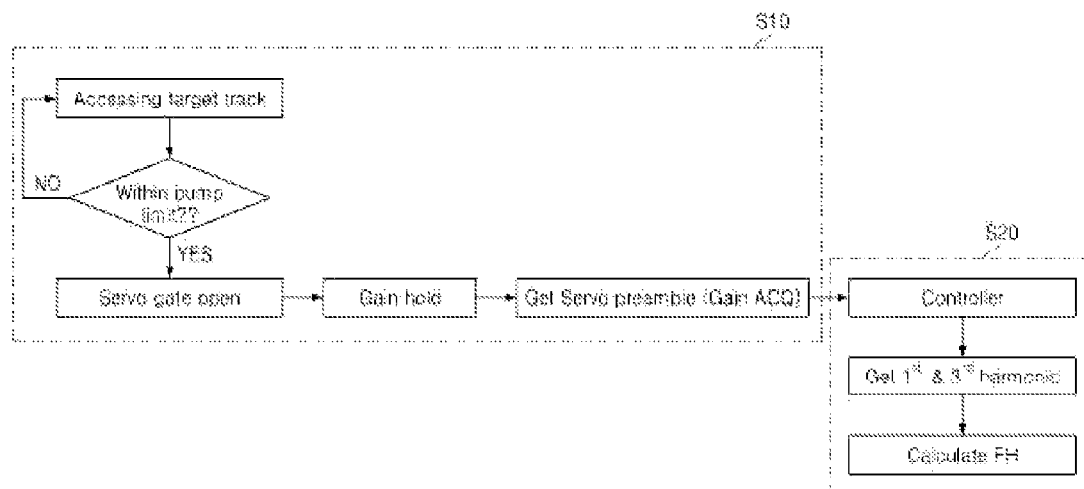 S10
Accessing target track
NO
Within bump
limit??
YES
Servo gate open
Gain hold
Get Servo preamble (Gain ACQ)
S20
Controller
Get 1st & 3rd harmonic
Calculate FH